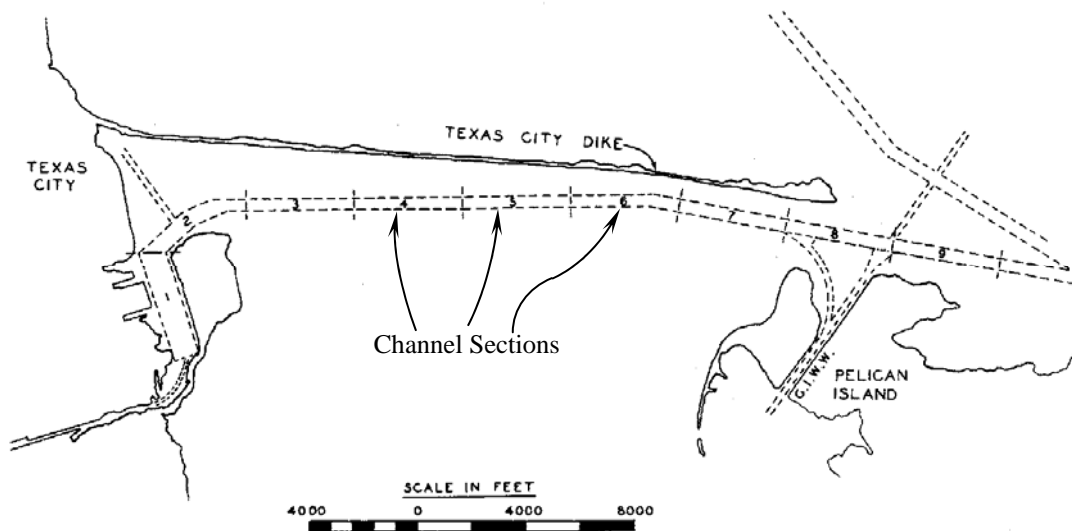 TEXAS CITY DIKE
TEXAS
CITY
3
4
5
6
2
7
8
9
1
Channel Sections
G.I.W.W.
PELICAN
ISLAND
SCALE IN FEET
4000 0 4000 8000